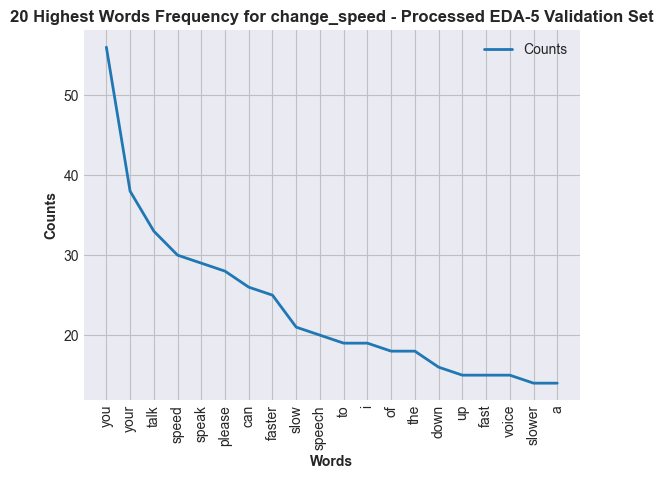 20 Highest Words Frequency for change_speed - Processed EDA-5 Validation Set
Counts
Counts
50
40
30
20
you
your
talk
speed
speak
please
can
faster
slow
speech
to
i
of
the
down
up
fast
voice
slower
a
Words